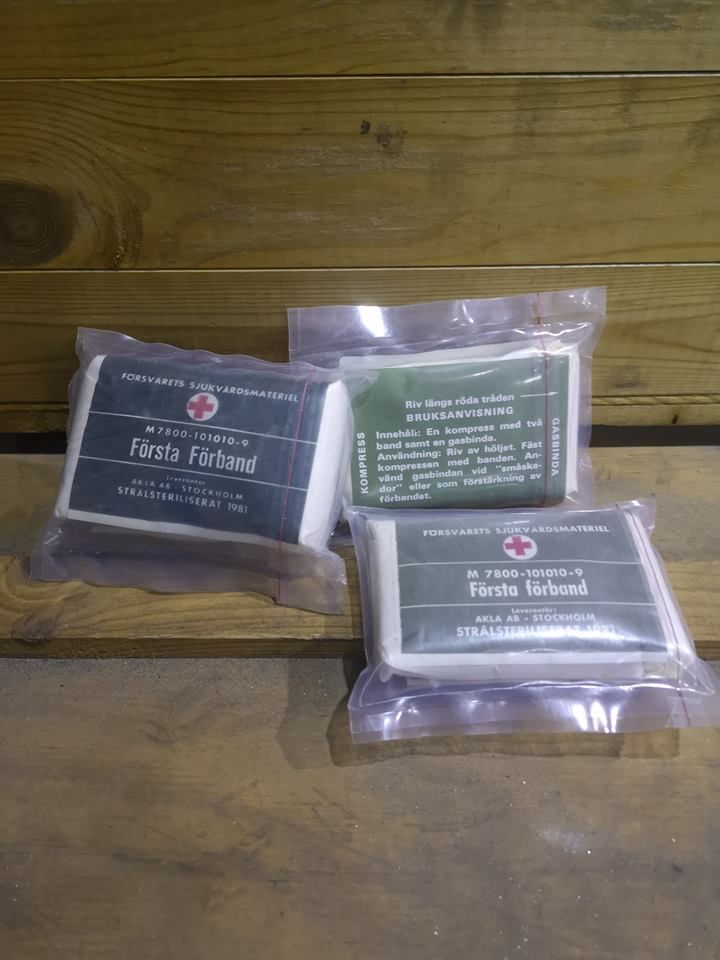 FÖRSVARETS SJUKVÅRDSMATERIEL
M7800-101010-9
Första Förband
Leverantör
AKLA AB - STOCKHOLM
STRÅLSTERILISERAT 1981
Riv längs röda tråden
BRUKSANVISNING
Innehåll: En kompress med två
band samt en gasbinda.
Användning: Riv av höljet. Fäst
kompressen med banden. An-
vänd gasbindan vid "småska-
dor" eller som förstärkning av
förbandet.
KOMPRESS
GASBINDA
FÖRSVARETS SJUKVÅRDSMATERIEL
M 7800-101010-9
Första förband
Leverantör:
AKLA AB - STOCKHOLM
STRÅLSTERILISERAT 1971